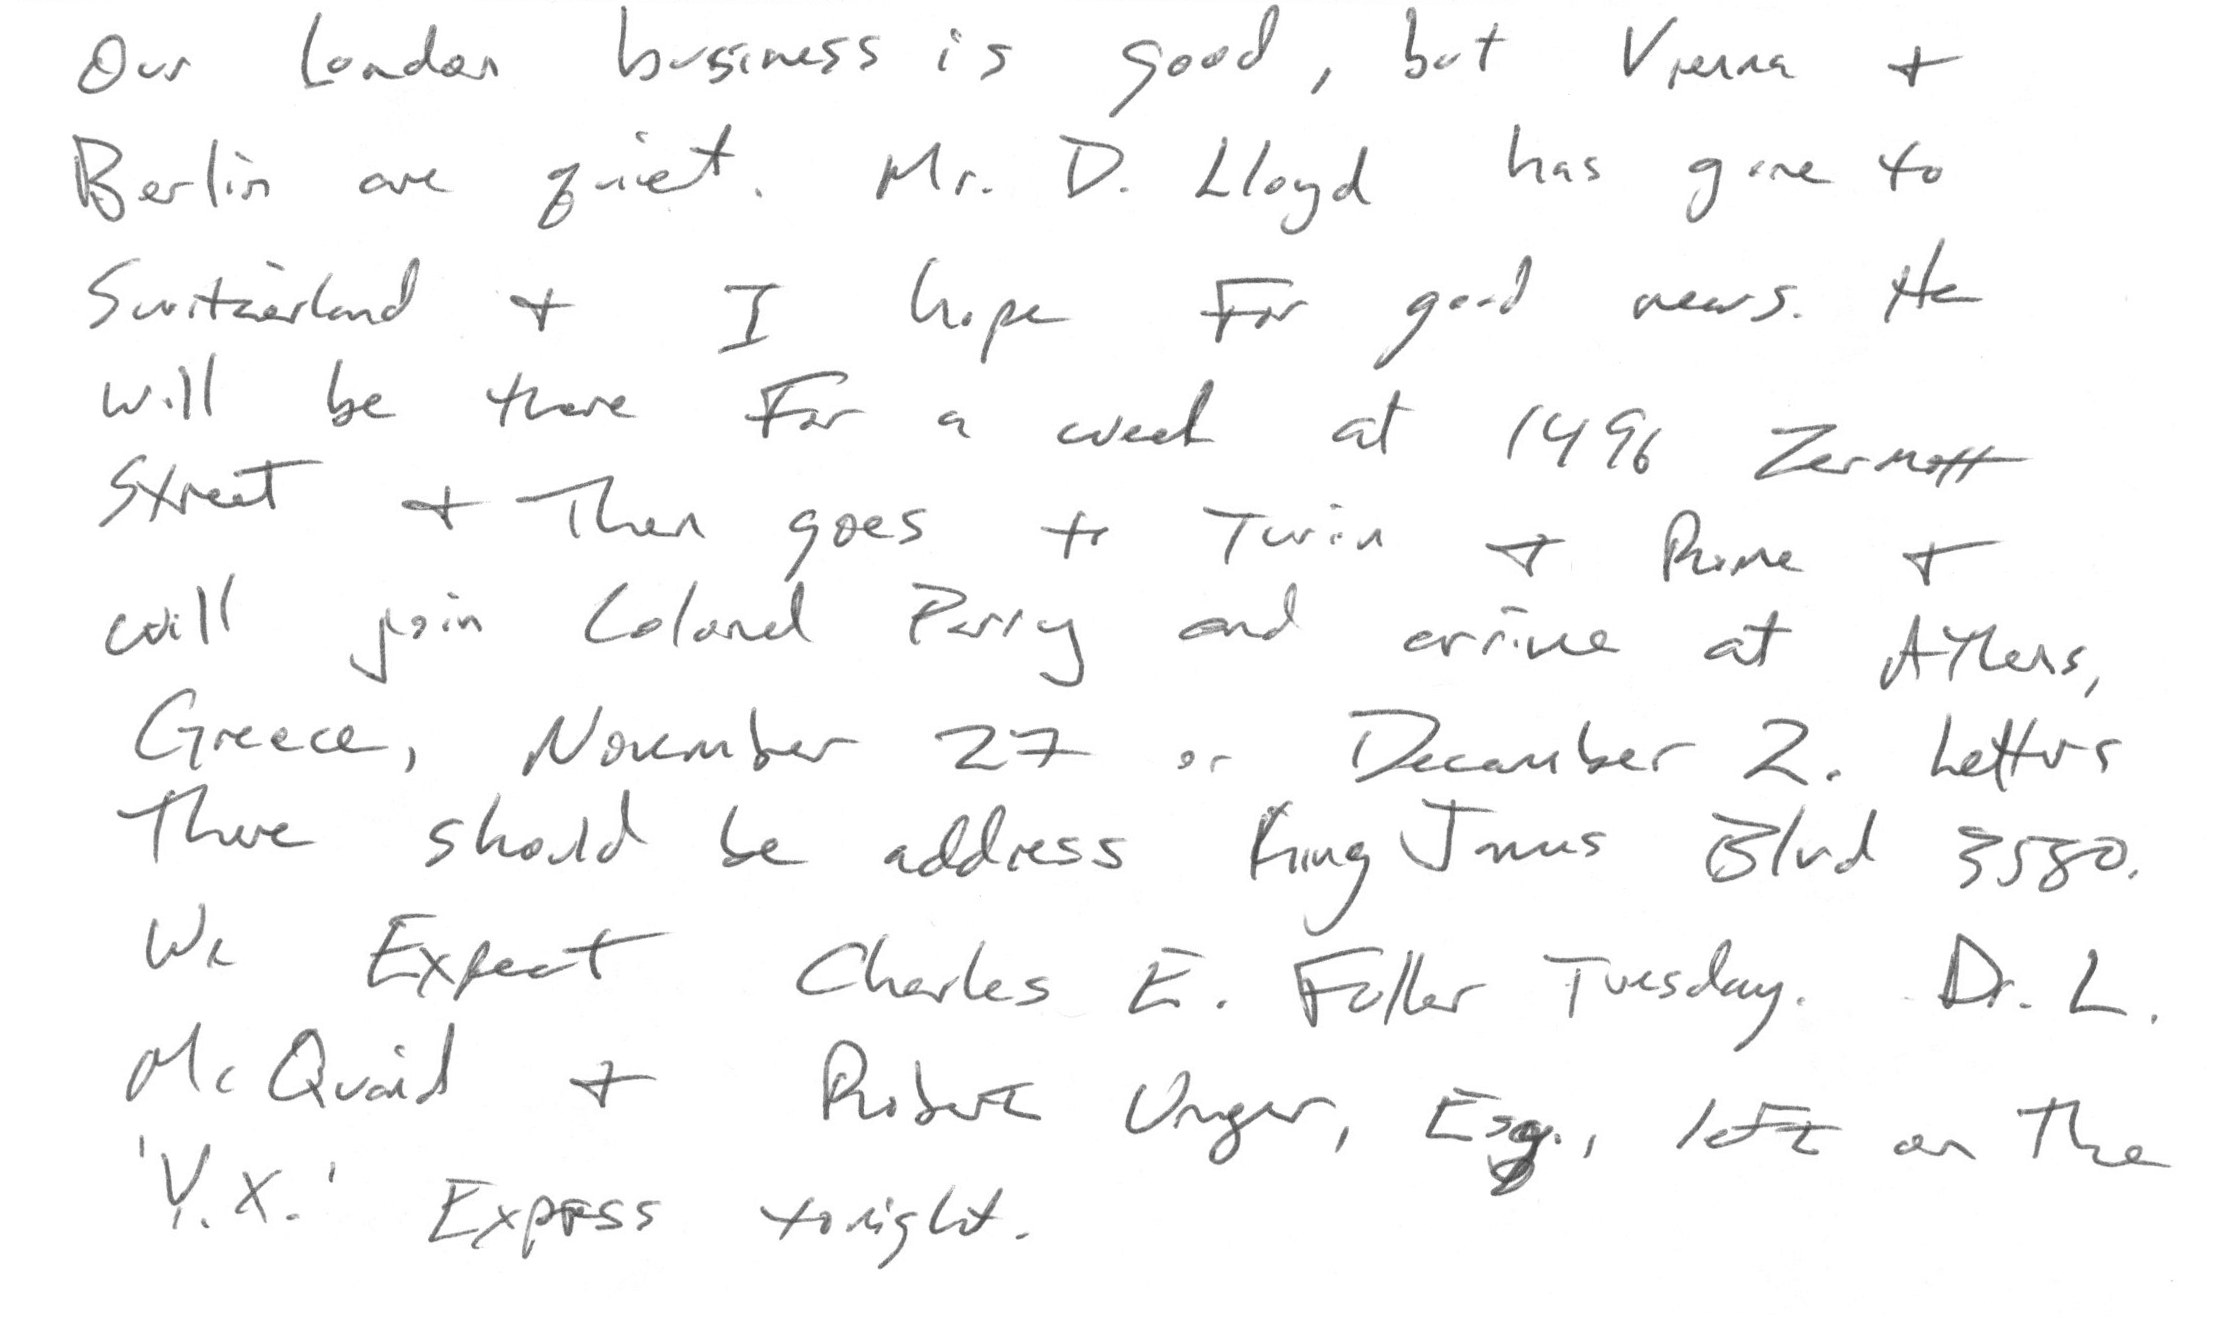 Our London business is good, but Vienna +
Berlin are quiet. Mr. D. Lloyd has gone to
Switzerland + I hope For good news. He
will be there For a week at 1496 Zermott
Street + Then goes to Turin + Rome +
will join Colonel Parry and arrive at Athens,
Greece, November 27 or December 2. Letters
There should be address King James Blvd 3580.
We Expect Charles E. Fuller Tuesday. Dr. L.
McQuaid + Robert Unger, Esq., left on The
'Y.X.' Express tonight.